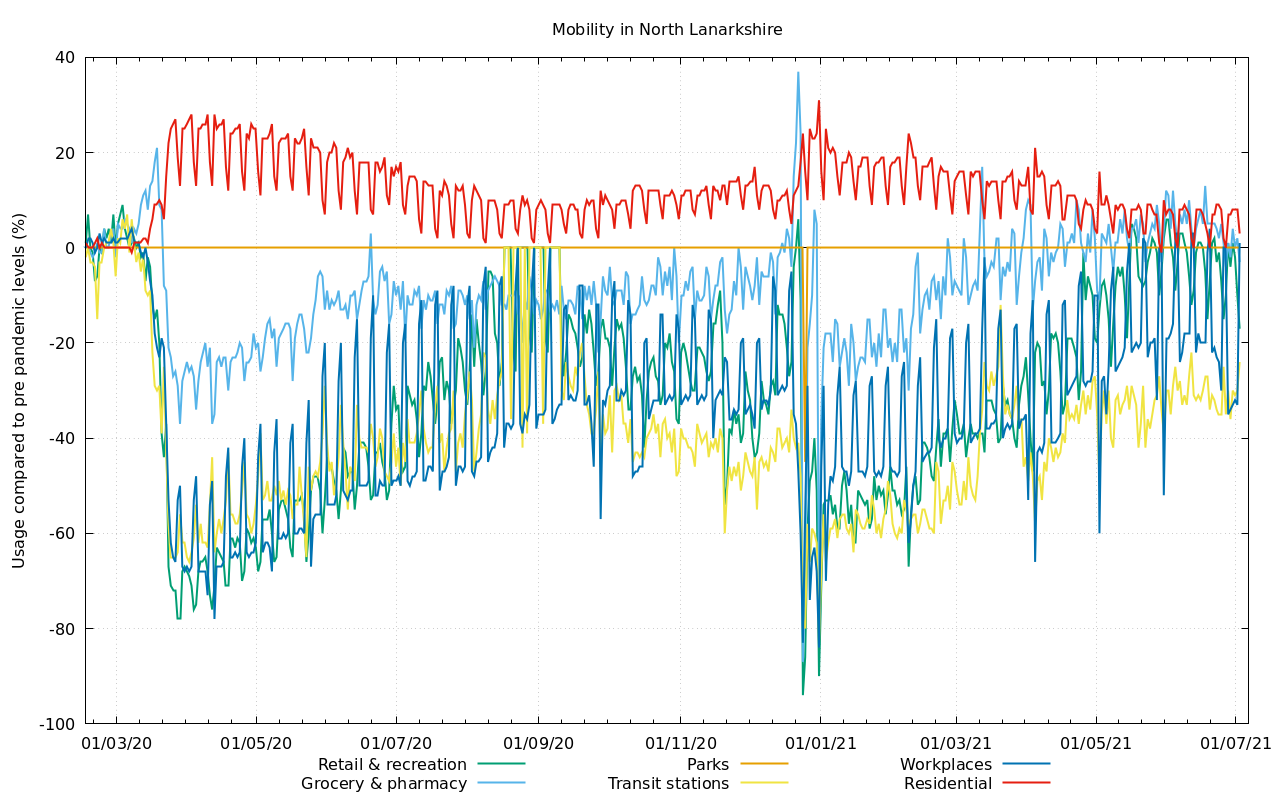 Mobility in North Lanarkshire
Usage compared to pre pandemic levels (%)
40
20
0
-20
-40
-60
-80
-100
01/03/20 01/05/20 01/07/20 01/09/20 01/11/20 01/01/21 01/03/21 01/05/21 01/07/21
Retail & recreation Parks Workplaces
Grocery & pharmacy Transit stations Residential